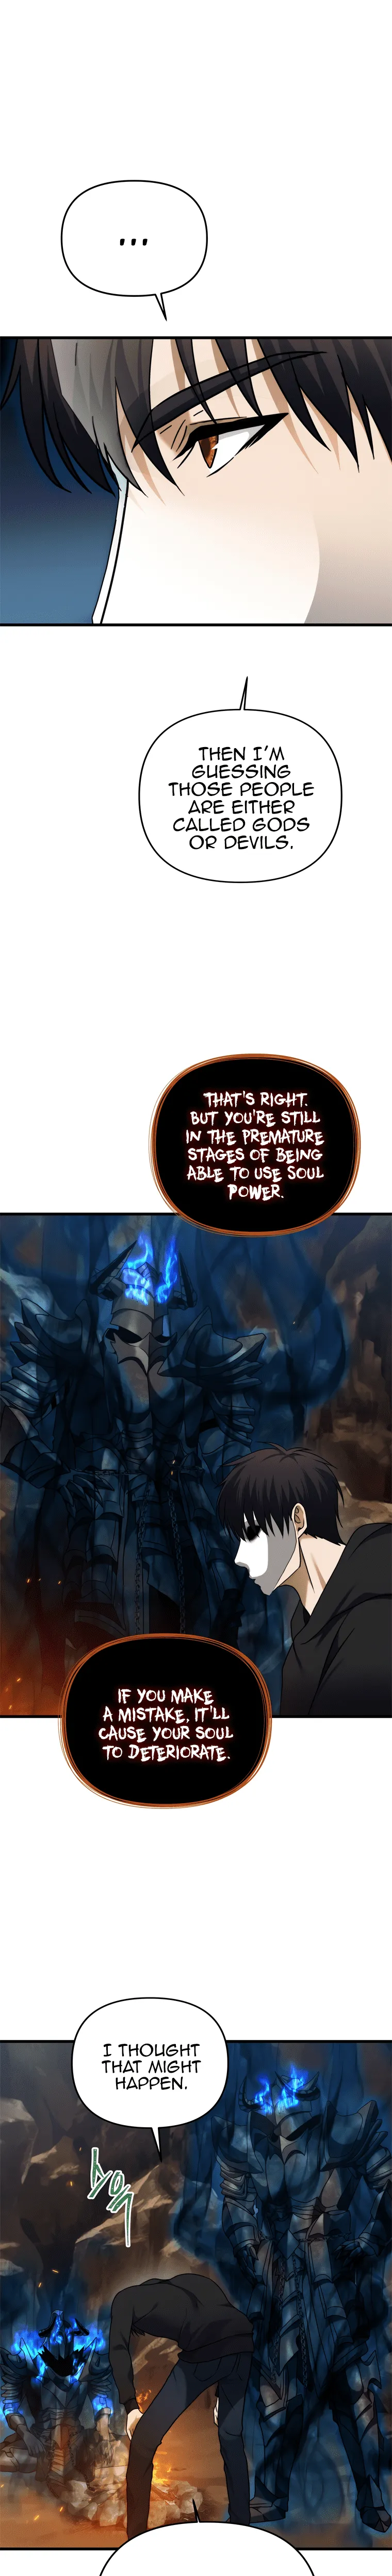 ...
THEN I'M
GUESSING
THOSE PEOPLE
ARE EITHER
CALLED GODS
OR DEVILS.
THAT'S RIGHT.
BUT YOU'RE STILL
IN THE PREMATURE
STAGES OF BEING
ABLE TO USE SOUL
POWER.
IF YOU MAKE
A MISTAKE, IT'LL
CAUSE YOUR SOUL
TO DETERIORATE.
I THOUGHT
THAT MIGHT
HAPPEN.